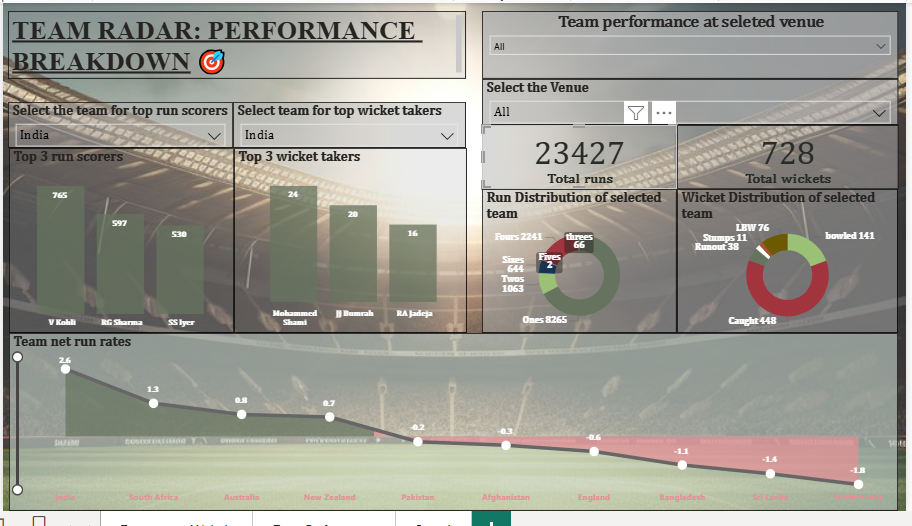 TEAM RADAR: PERFORMANCE
BREAKDOWN 🎯
Team performance at seleted venue
All
Select the Venue
All
Select the team for top run scorers
India
Select team for top wicket takers
India
23427
Total runs
728
Total wickets
Top 3 run scorers
765
597
530
V Kohli
RG Sharma
SS Iyer
Top 3 wicket takers
24
20
16
Mohammed
Shami
JJ Bumrah
RA Jadeja
Run Distribution of selected
team
Fours 2241
threes
66
Sixes
644
Fives
2
Twos
1063
Ones 8265
Wicket Distribution of selected
team
LBW 76
Stumps 11
Runout 38
bowled 141
Caught 448
Team net run rates
2.6
1.3
0.8
0.7
-0.2
-0.3
-0.6
-1.1
-1.4
-1.8
India
South Africa
Australia
New Zealand
Pakistan
Afghanistan
England
Bangladesh
Sri Lanka